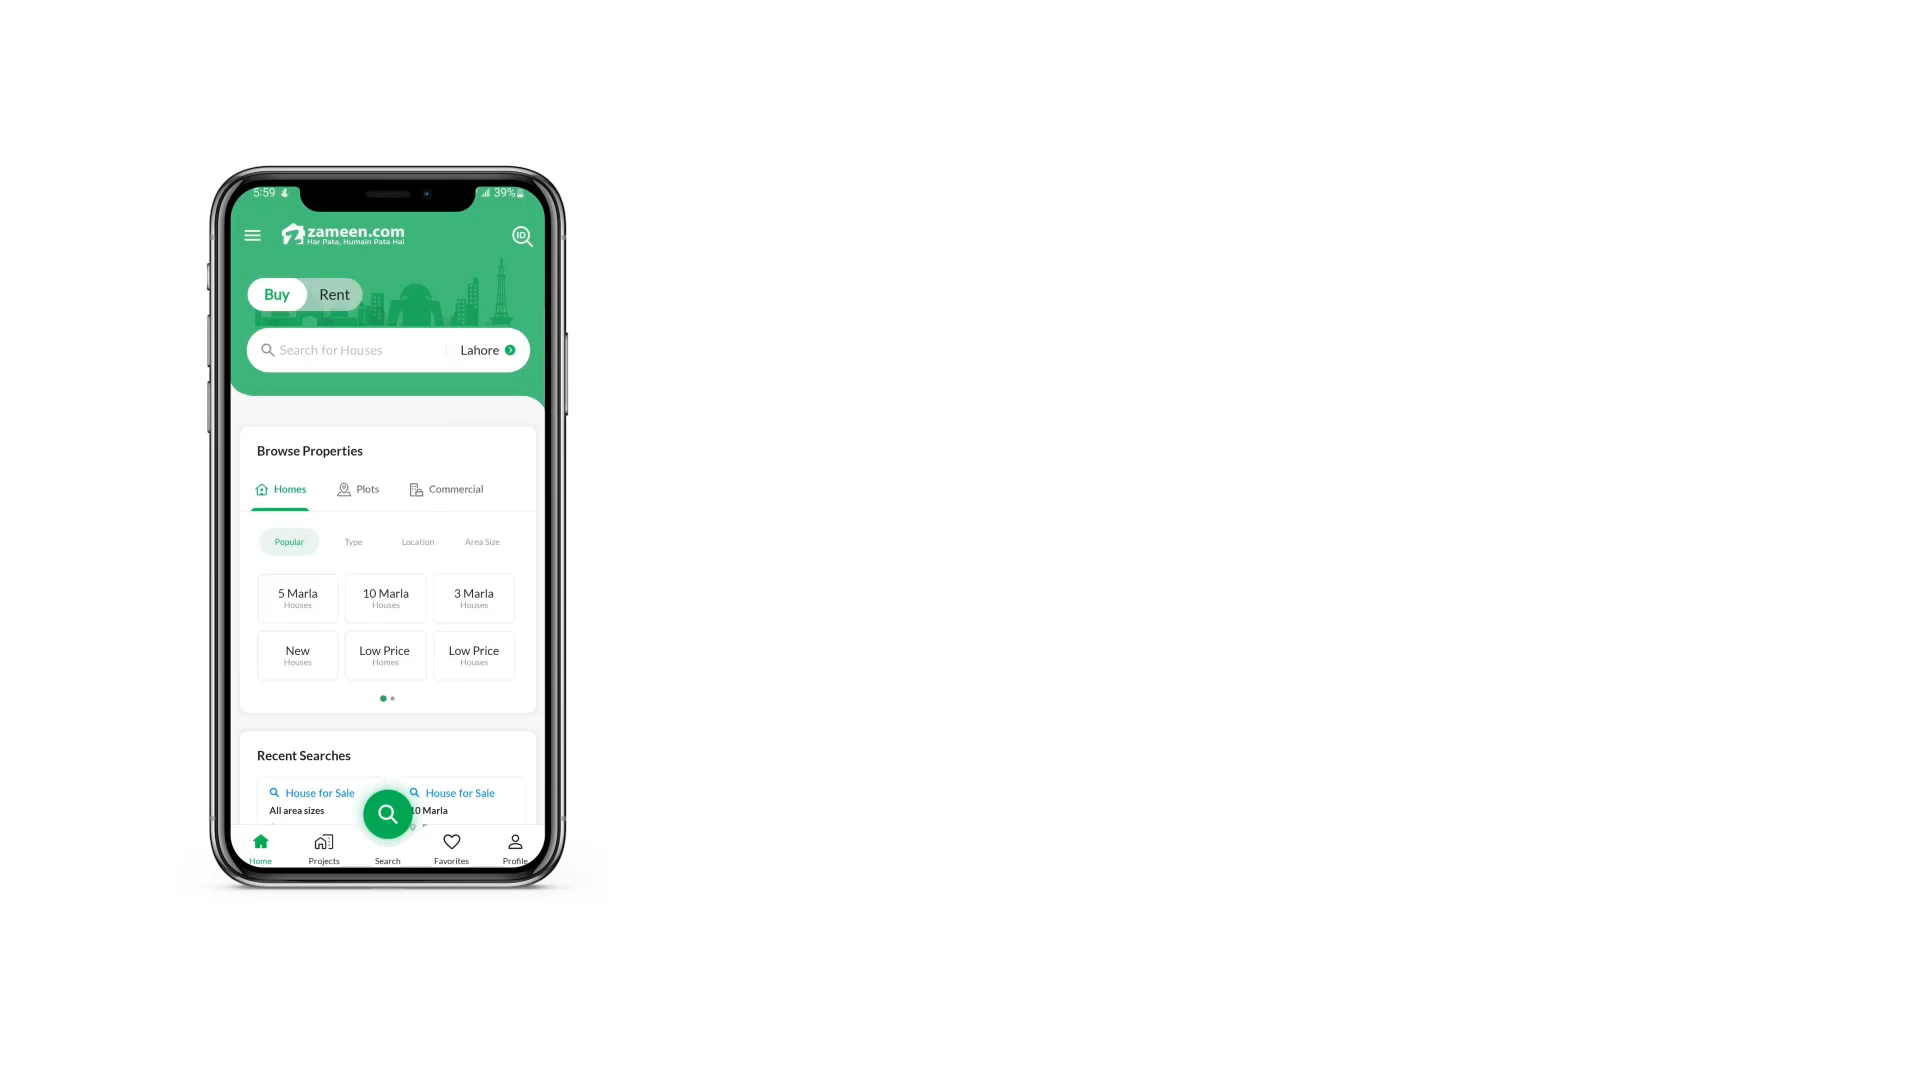 5:59
39%
zameen.com
Har Pata, Humain Pata Hai
ID
Buy Rent
Search for Houses Lahore
Browse Properties
Homes Plots Commercial
Popular Type Location Area Size
5 Marla 10 Marla 3 Marla
Houses Houses Houses
New Low Price Low Price
Houses Homes Houses
Recent Searches
House for Sale House for Sale
All area sizes 10 Marla
Home Projects Search Favorites Profile